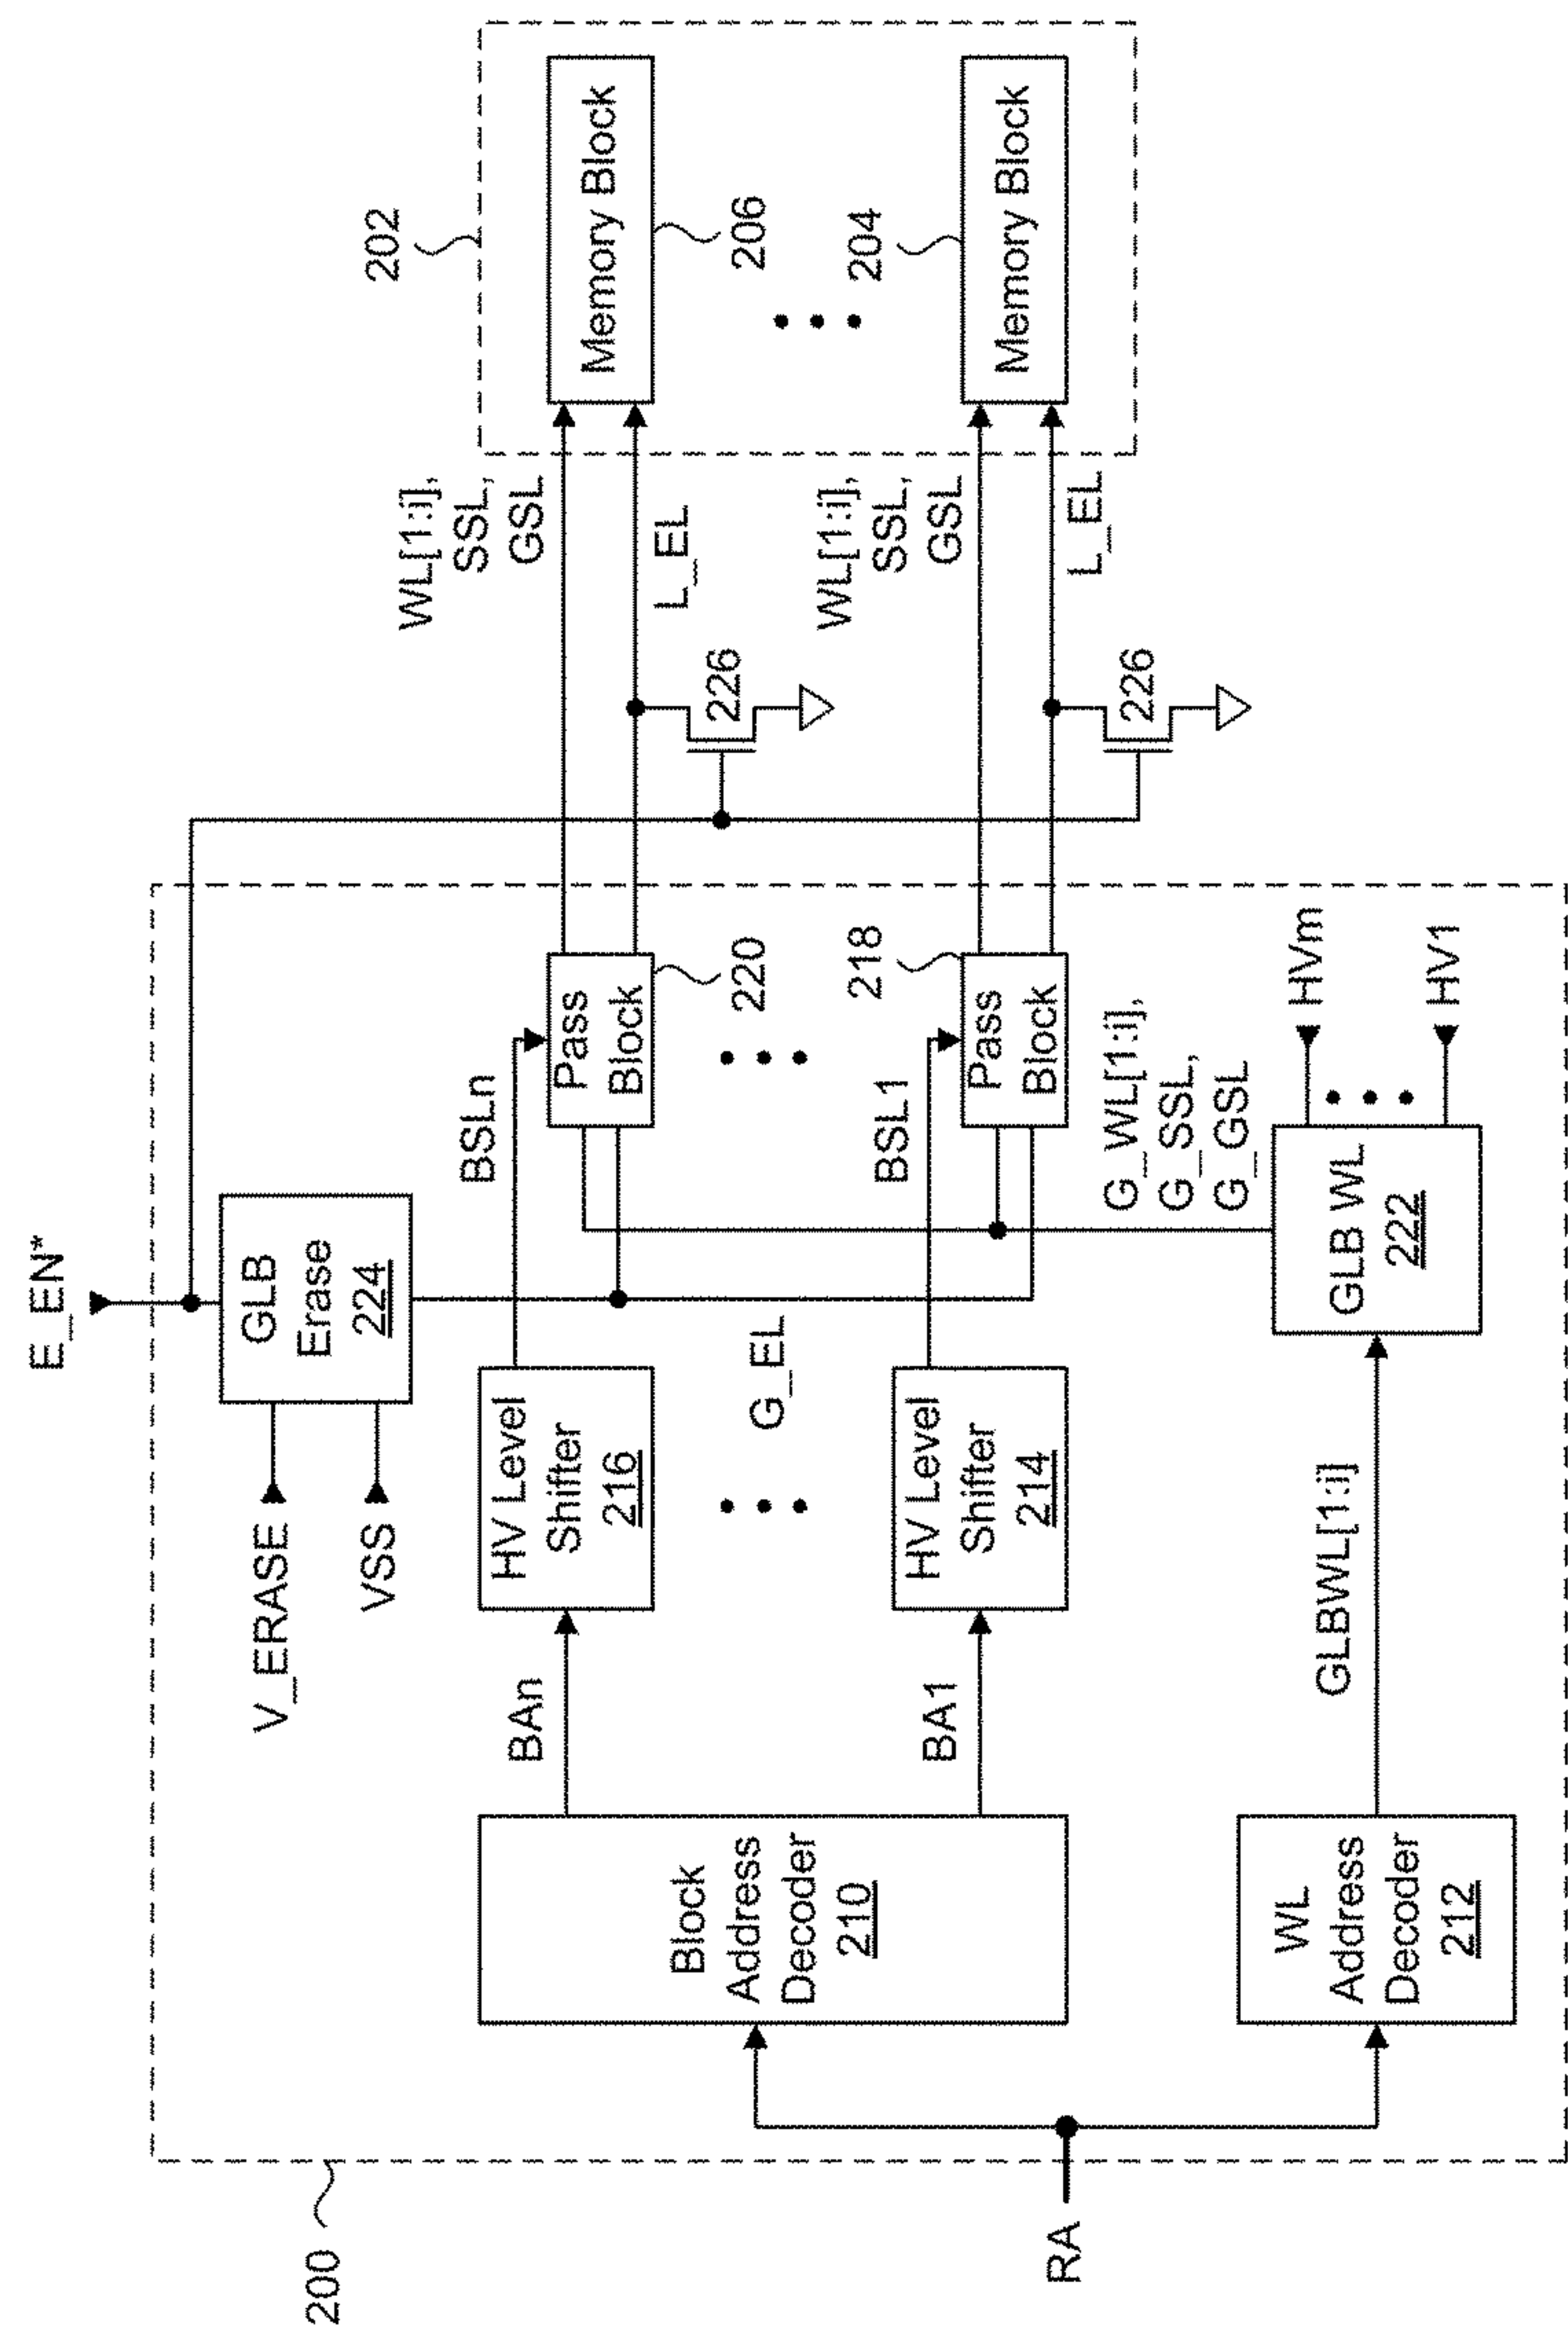 E_EN*
200
202
V_ERASE
VSS
GLB
Erase
224
BAn
HV Level
Shifter
216
BSLn
Pass
Block
220
WL[1:i],
SSL,
GSL
L_EL
226
Memory Block
206
G_EL
RA
Block
Address
Decoder
210
BA1
HV Level
Shifter
214
BSL1
218
Pass
Block
WL[1:i],
SSL,
GSL
L_EL
226
204
Memory Block
WL
Address
Decoder
212
GLBWL[1:i]
G_WL[1:i],
G_SSL,
G_GSL
GLB WL
222
HVm
HV1